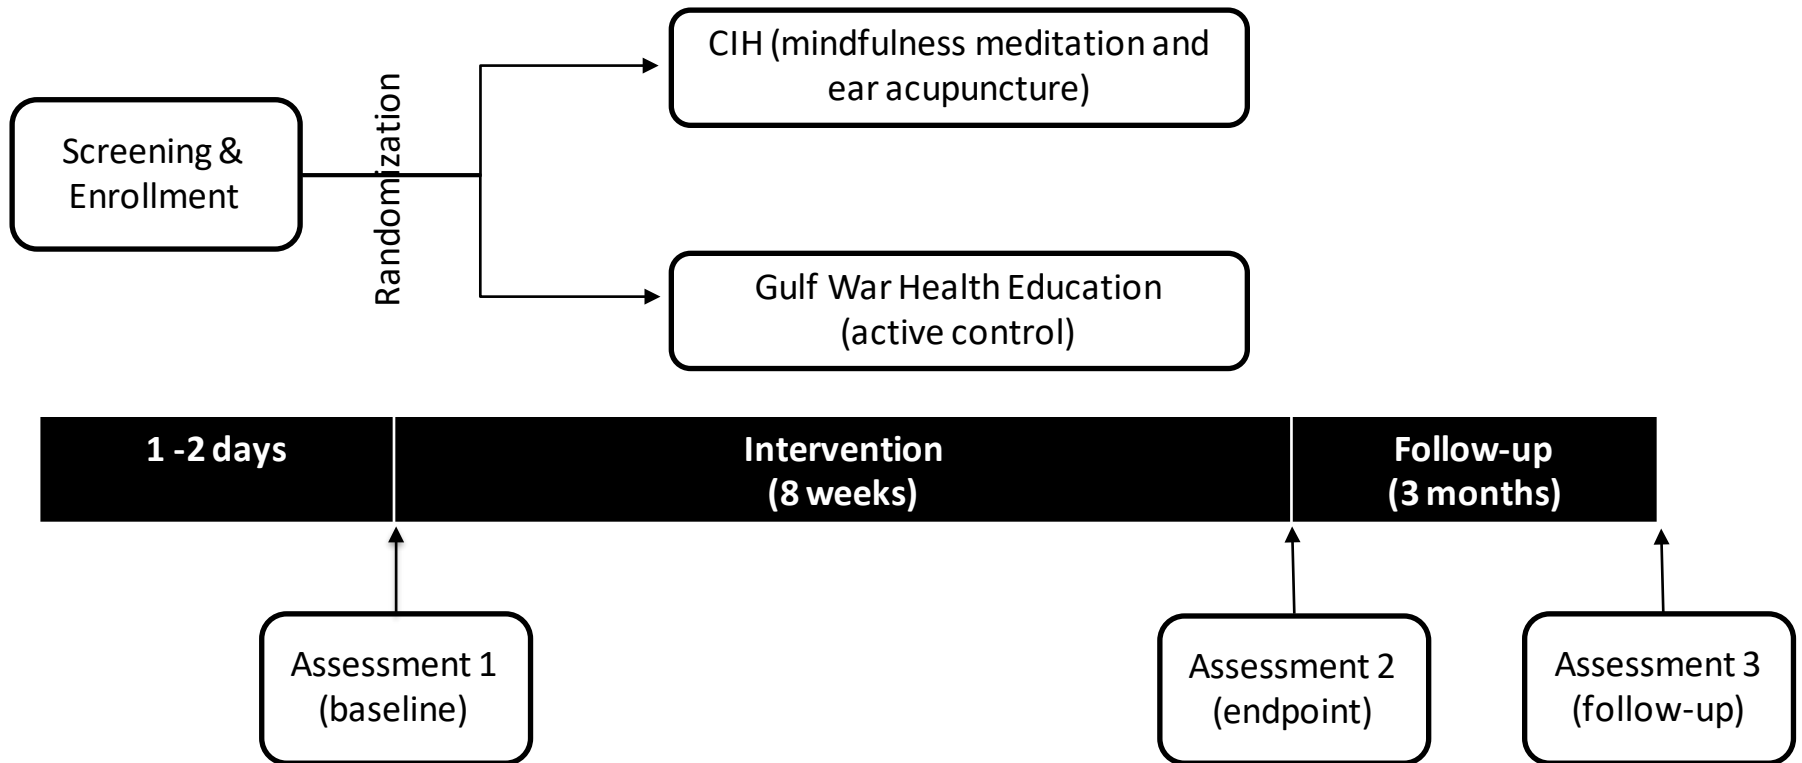 CIH (mindfulness meditation and
ear acupuncture)
Screening &
Enrollment
Randomization
Gulf War Health Education
(active control)
1 -2 days
Intervention
(8 weeks)
Follow-up
(3 months)
Assessment 1
(baseline)
Assessment 2
(endpoint)
Assessment 3
(follow-up)